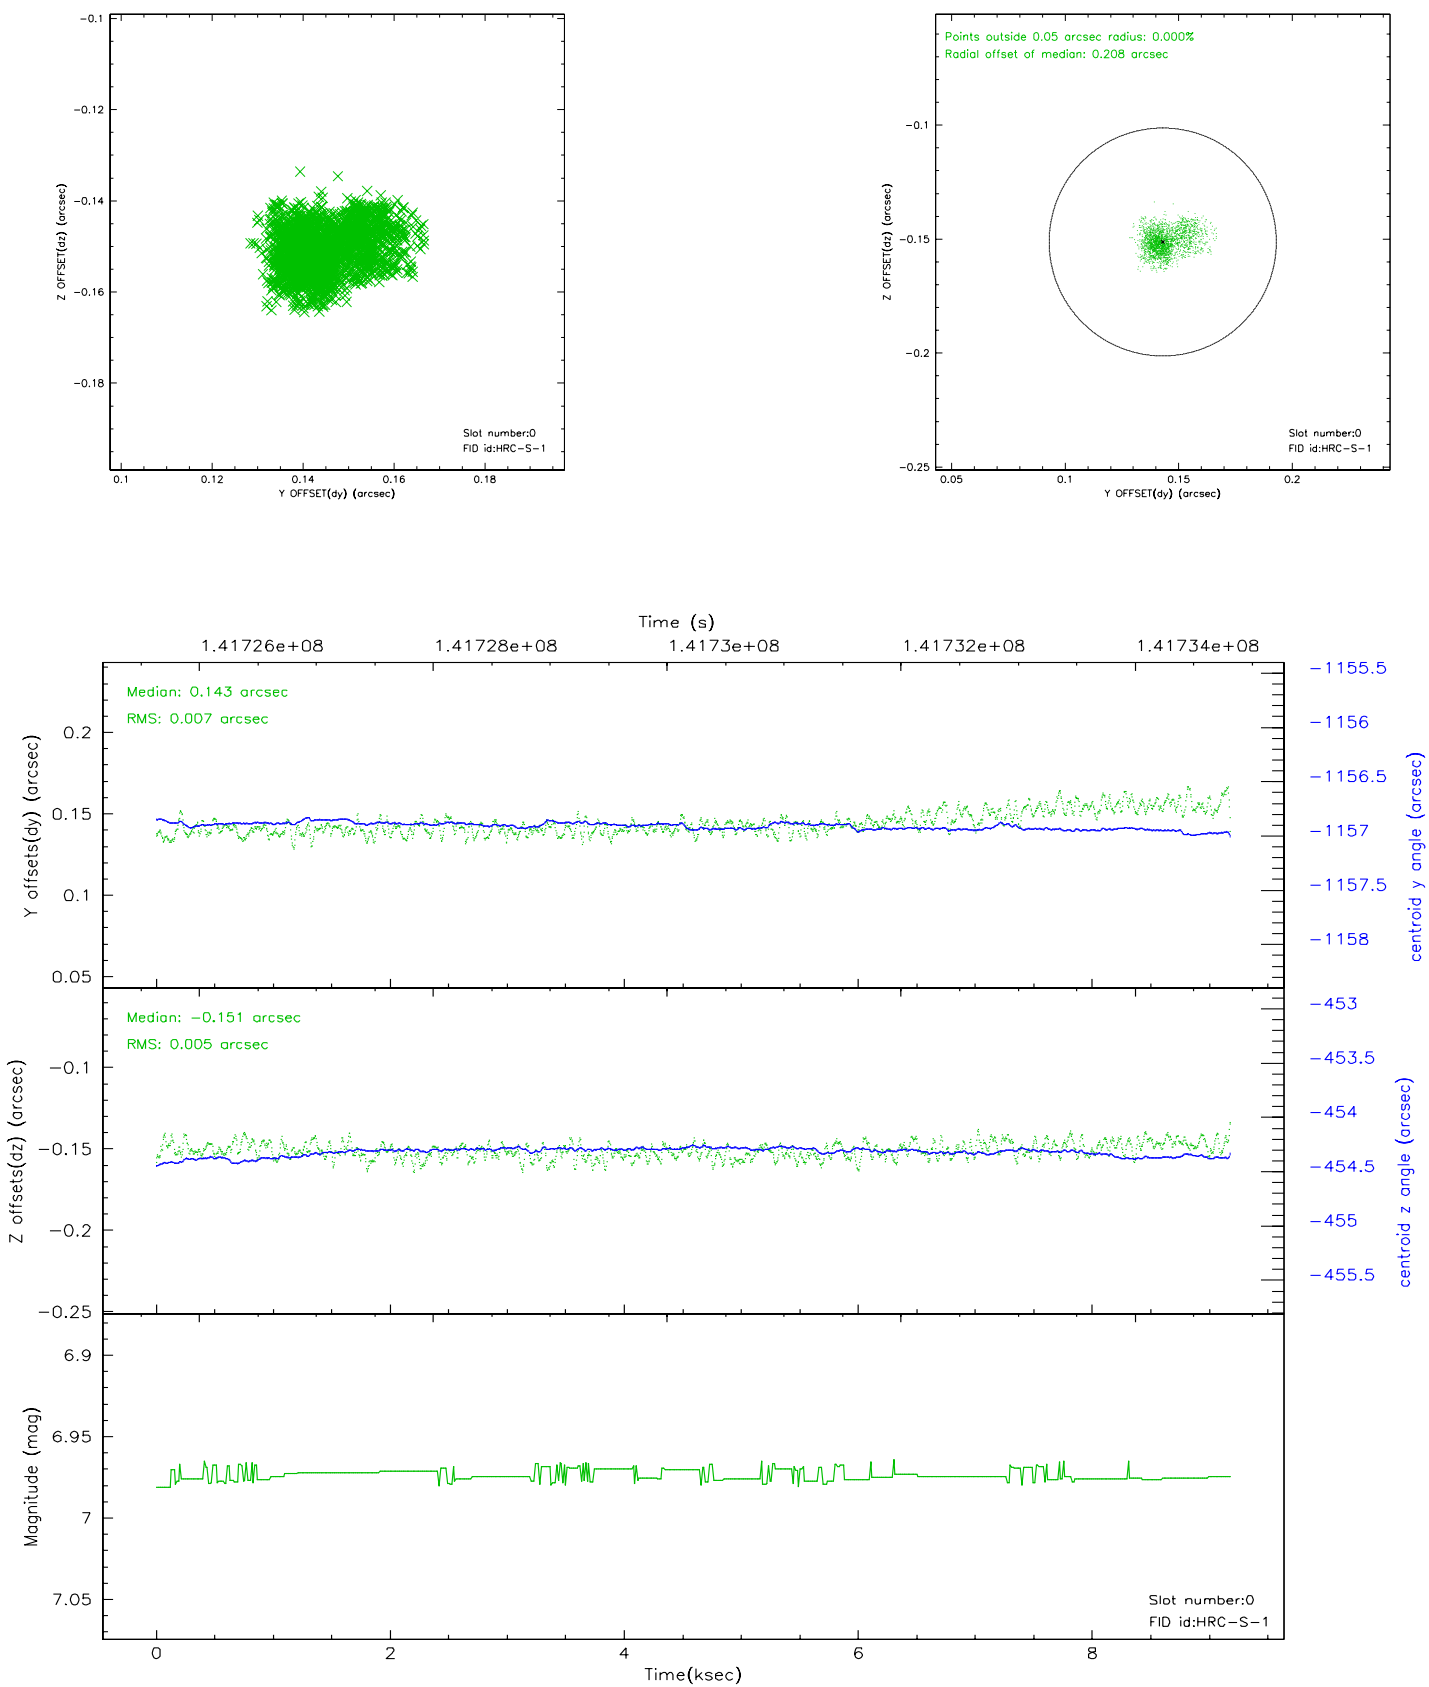 -0.1
-0.12
-0.14
-0.16
-0.18
Z OFFSET(dz) (arcsec)
Slot number:0
FID id:HRC-S-1
0.1 0.12 0.14 0.16 0.18
Y OFFSET(dy) (arcsec)
Points outside 0.05 arcsec radius: 0.000%
Radial offset of median: 0.208 arcsec
-0.1
-0.15
-0.2
-0.25
Z OFFSET(dz) (arcsec)
Slot number:0
FID id:HRC-S-1
0.05 0.1 0.15 0.2
Y OFFSET(dy) (arcsec)
Time (s)
1.41726e+08 1.41728e+08 1.4173e+08 1.41732e+08 1.41734e+08
Median: 0.143 arcsec
RMS: 0.007 arcsec
0.2
0.15
0.1
0.05
Y offsets(dy) (arcsec)
-1155.5
-1156
-1156.5
-1157
-1157.5
-1158
centroid y angle (arcsec)
Median: -0.151 arcsec
RMS: 0.005 arcsec
-0.1
-0.15
-0.2
-0.25
Z offsets(dz) (arcsec)
-453
-453.5
-454
-454.5
-455
-455.5
centroid z angle (arcsec)
6.9
6.95
7
7.05
Magnitude (mag)
Slot number:0
FID id:HRC-S-1
0 2 4 6 8
Time(ksec)